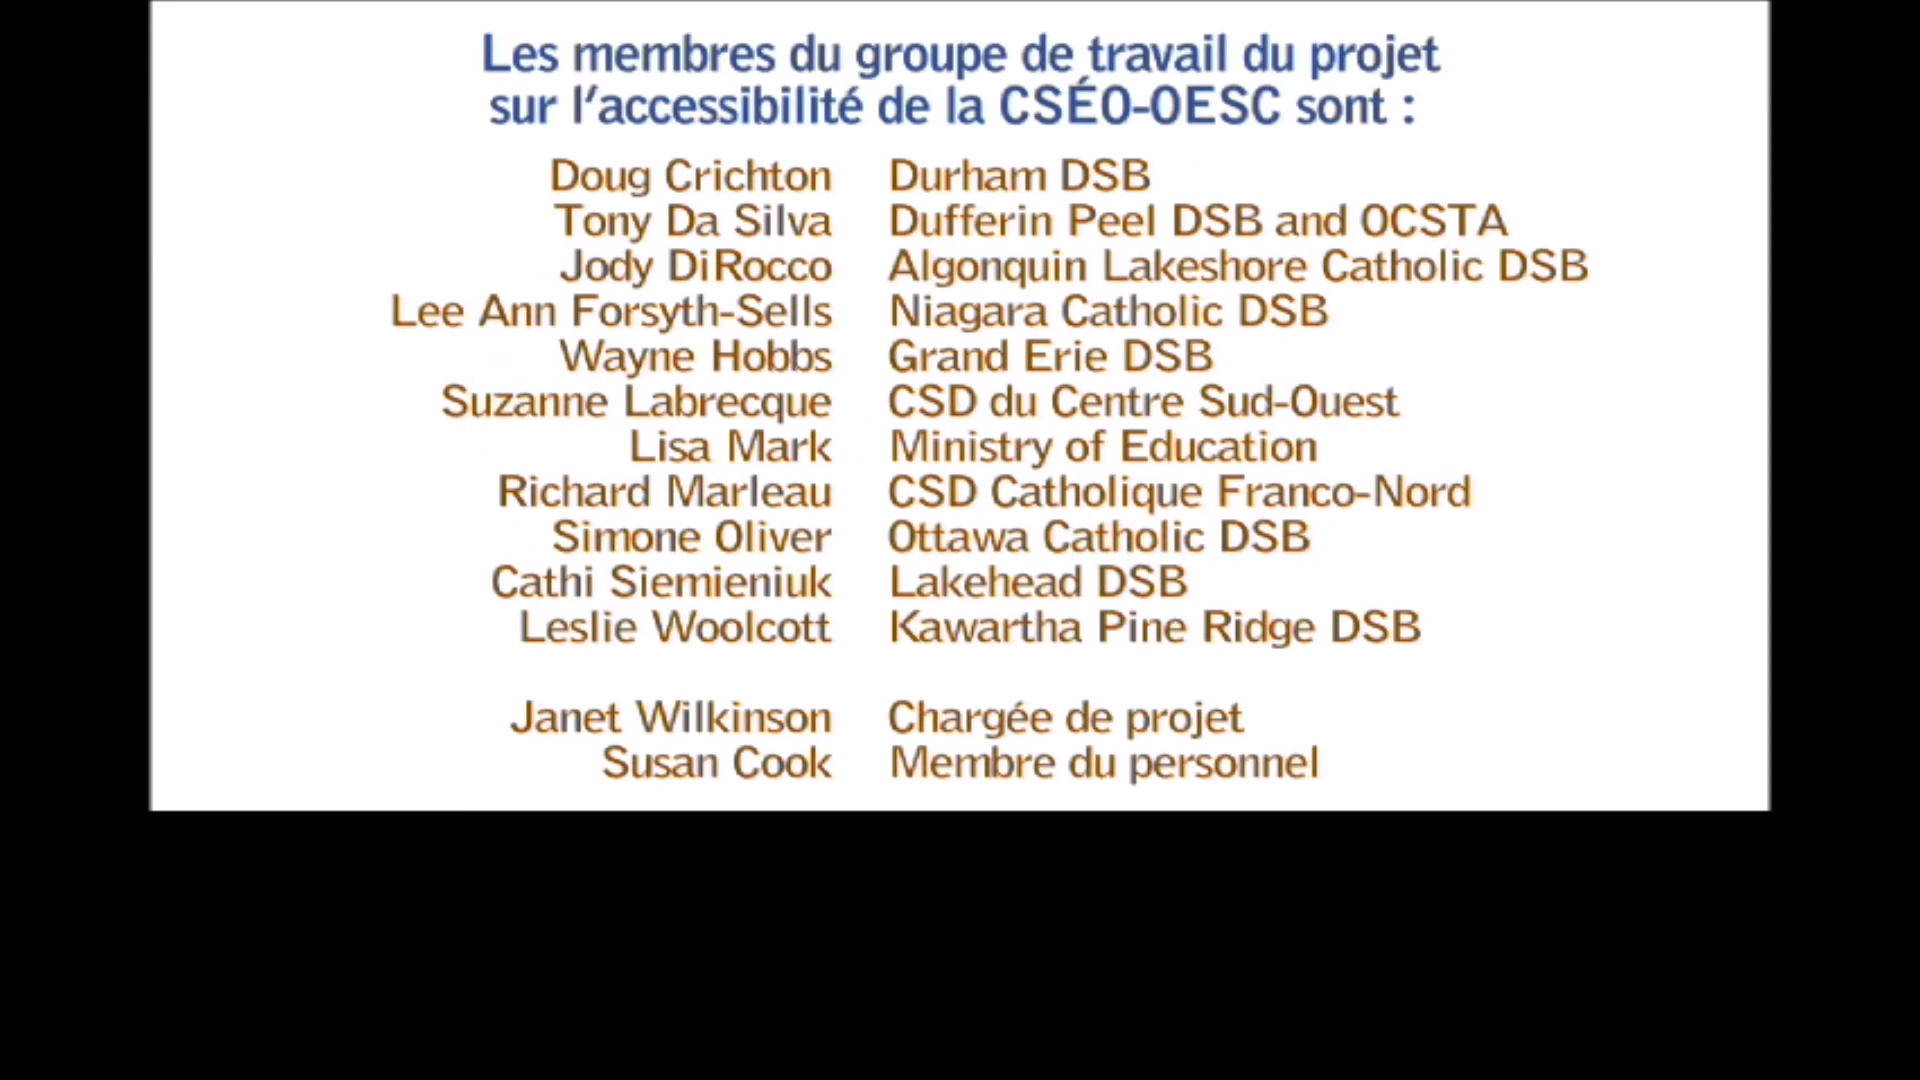 Les membres du groupe de travail du projet
sur l'accessibilité de la CSÉO-OESC sont :
Doug Crichton Durham DSB
Tony Da Silva Dufferin Peel DSB and OCSTA
Jody DiRocco Algonquin Lakeshore Catholic DSB
Lee Ann Forsyth-Sells Niagara Catholic DSB
Wayne Hobbs Grand Erie DSB
Suzanne Labrecque CSD du Centre Sud-Ouest
Lisa Mark Ministry of Education
Richard Marleau CSD Catholique Franco-Nord
Simone Oliver Ottawa Catholic DSB
Cathi Siemieniuk Lakehead DSB
Leslie Woolcott Kawartha Pine Ridge DSB
Janet Wilkinson Chargée de projet
Susan Cook Membre du personnel